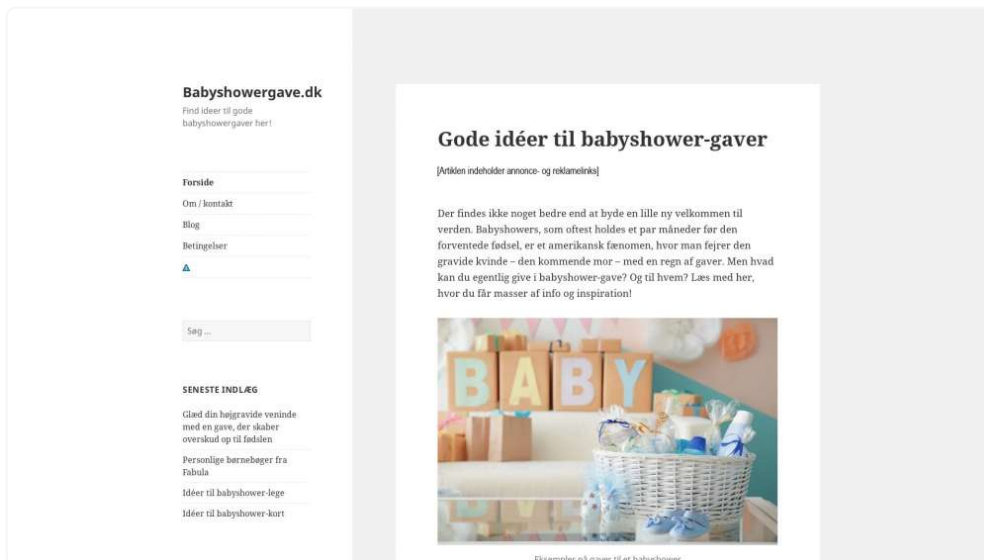 Babyshowergave.dk
Find ideer til gode
babyshowergaver her!
Forside
Om / kontakt
Blog
Betingelser
Søg ...
SENESTE INDLÆG
Glæd din højgravide veninde
med en gave, der skaber
overskud op til fødslen
Personlige børnebøger fra
Fabula
Idéer til babyshower-lege
Idéer til babyshower-kort
Gode idéer til babyshower-gaver
[Artiklen indeholder annonce- og reklamelinks]
Der findes ikke noget bedre end at byde en lille ny velkommen til
verden. Babyshowers, som oftest holdes et par måneder før den
forventede fødsel, er et amerikansk fænomen, hvor man fejrer den
gravide kvinde – den kommende mor – med en regn af gaver. Men hvad
kan du egentlig give i babyshower-gave? Og til hvem? Læs med her,
hvor du får masser af info og inspiration!
BABY
Eksempler på gaver til et babyshower